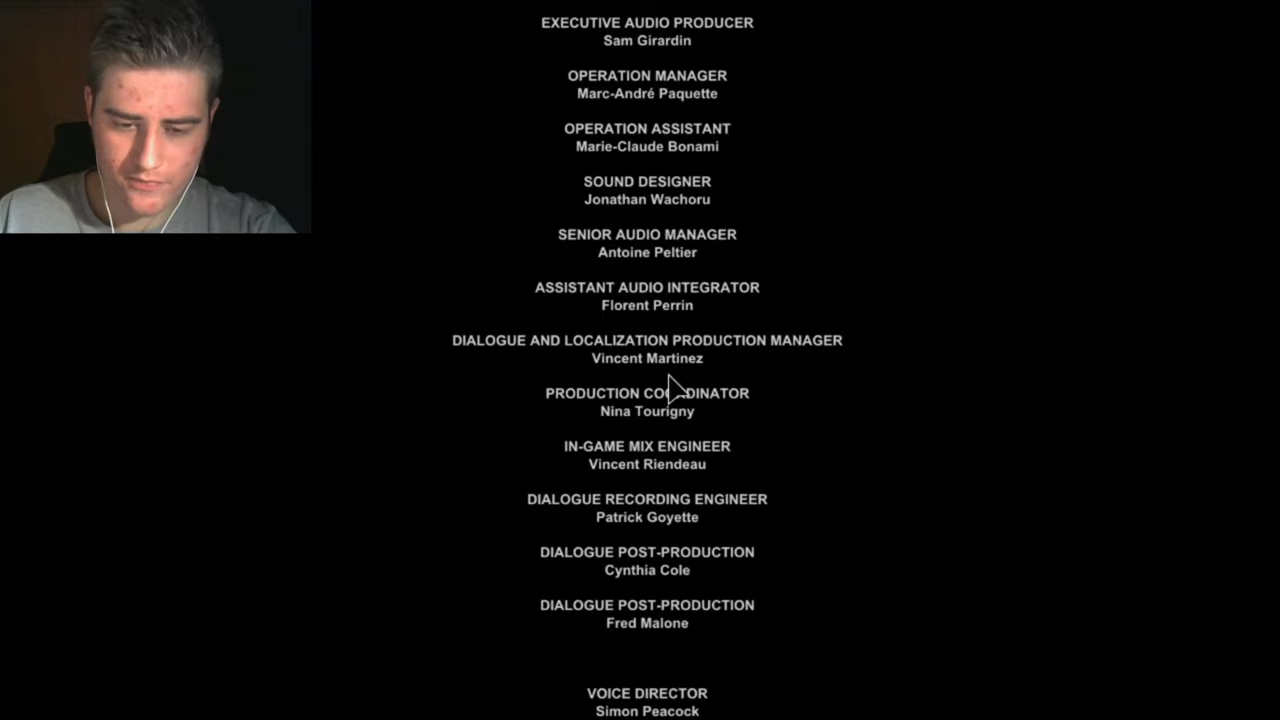 EXECUTIVE AUDIO PRODUCER
Sam Girardin
OPERATION MANAGER
Marc-André Paquette
OPERATION ASSISTANT
Marie-Claude Bonami
SOUND DESIGNER
Jonathan Wachoru
SENIOR AUDIO MANAGER
Antoine Peltier
ASSISTANT AUDIO INTEGRATOR
Florent Perrin
DIALOGUE AND LOCALIZATION PRODUCTION MANAGER
Vincent Martinez
PRODUCTION COORDINATOR
Nina Tourigny
IN-GAME MIX ENGINEER
Vincent Riendeau
DIALOGUE RECORDING ENGINEER
Patrick Goyette
DIALOGUE POST-PRODUCTION
Cynthia Cole
DIALOGUE POST-PRODUCTION
Fred Malone
VOICE DIRECTOR
Simon Peacock